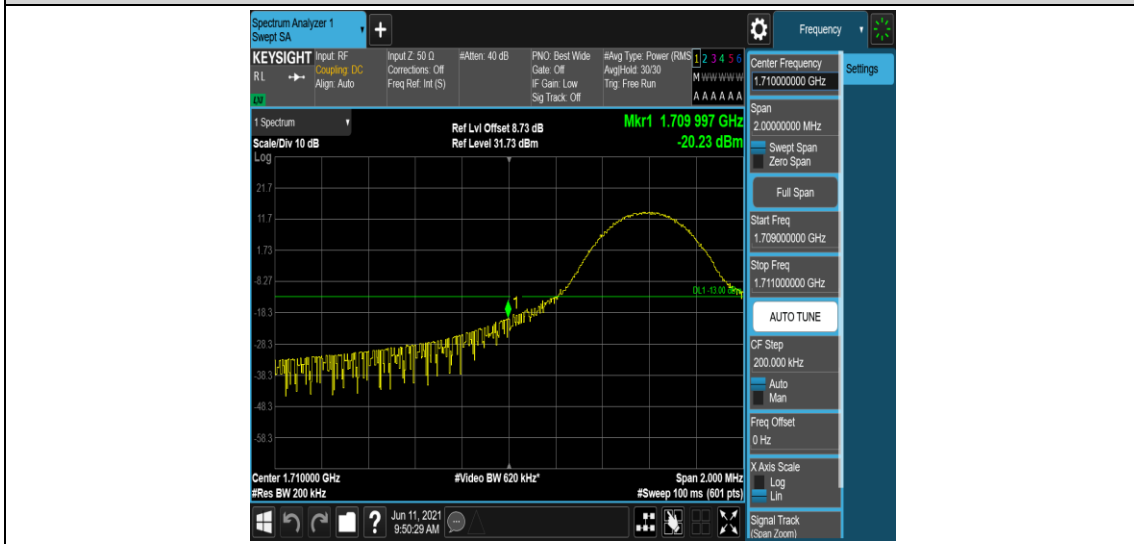 Spectrum Analyzer 1
Swept SA
+
Frequency
KEYSIGHT
R L
Input: RF
Coupling: DC
Align: Auto
Input Z: 50 Ω
Corrections: Off
Freq Ref: Int (S)
#Atten: 40 dB
PNO: Best Wide
Gate: Off
IF Gain: Low
Sig Track: Off
#Avg Type: Power (RMS
Avg|Hold: 30/30
Trig: Free Run
1 2 3 4 5 6
M W W W W W
A A A A A A
1 Spectrum
Scale/Div 10 dB
Log
Ref Lvl Offset 8.73 dB
Ref Level 31.73 dBm
Mkr1 1.709 997 GHz
-20.23 dBm
21.7
11.7
1.73
-8.27
-18.3
-28.3
-38.3
-48.3
-58.3
1
DL1 -13.00
Center 1.710000 GHz
#Res BW 200 kHz
#Video BW 620 kHz*
Span 2.000 MHz
#Sweep 100 ms (601 pts)
Center Frequency
1.710000000 GHz
Settings
Span
2.00000000 MHz
Swept Span
Zero Span
Full Span
Start Freq
1.709000000 GHz
Stop Freq
1.711000000 GHz
AUTO TUNE
CF Step
200.000 kHz
Auto
Man
Freq Offset
0 Hz
X Axis Scale
Log
Lin
Signal Track
(Span Zoom)
?
Jun 11, 2021
9:50:29 AM